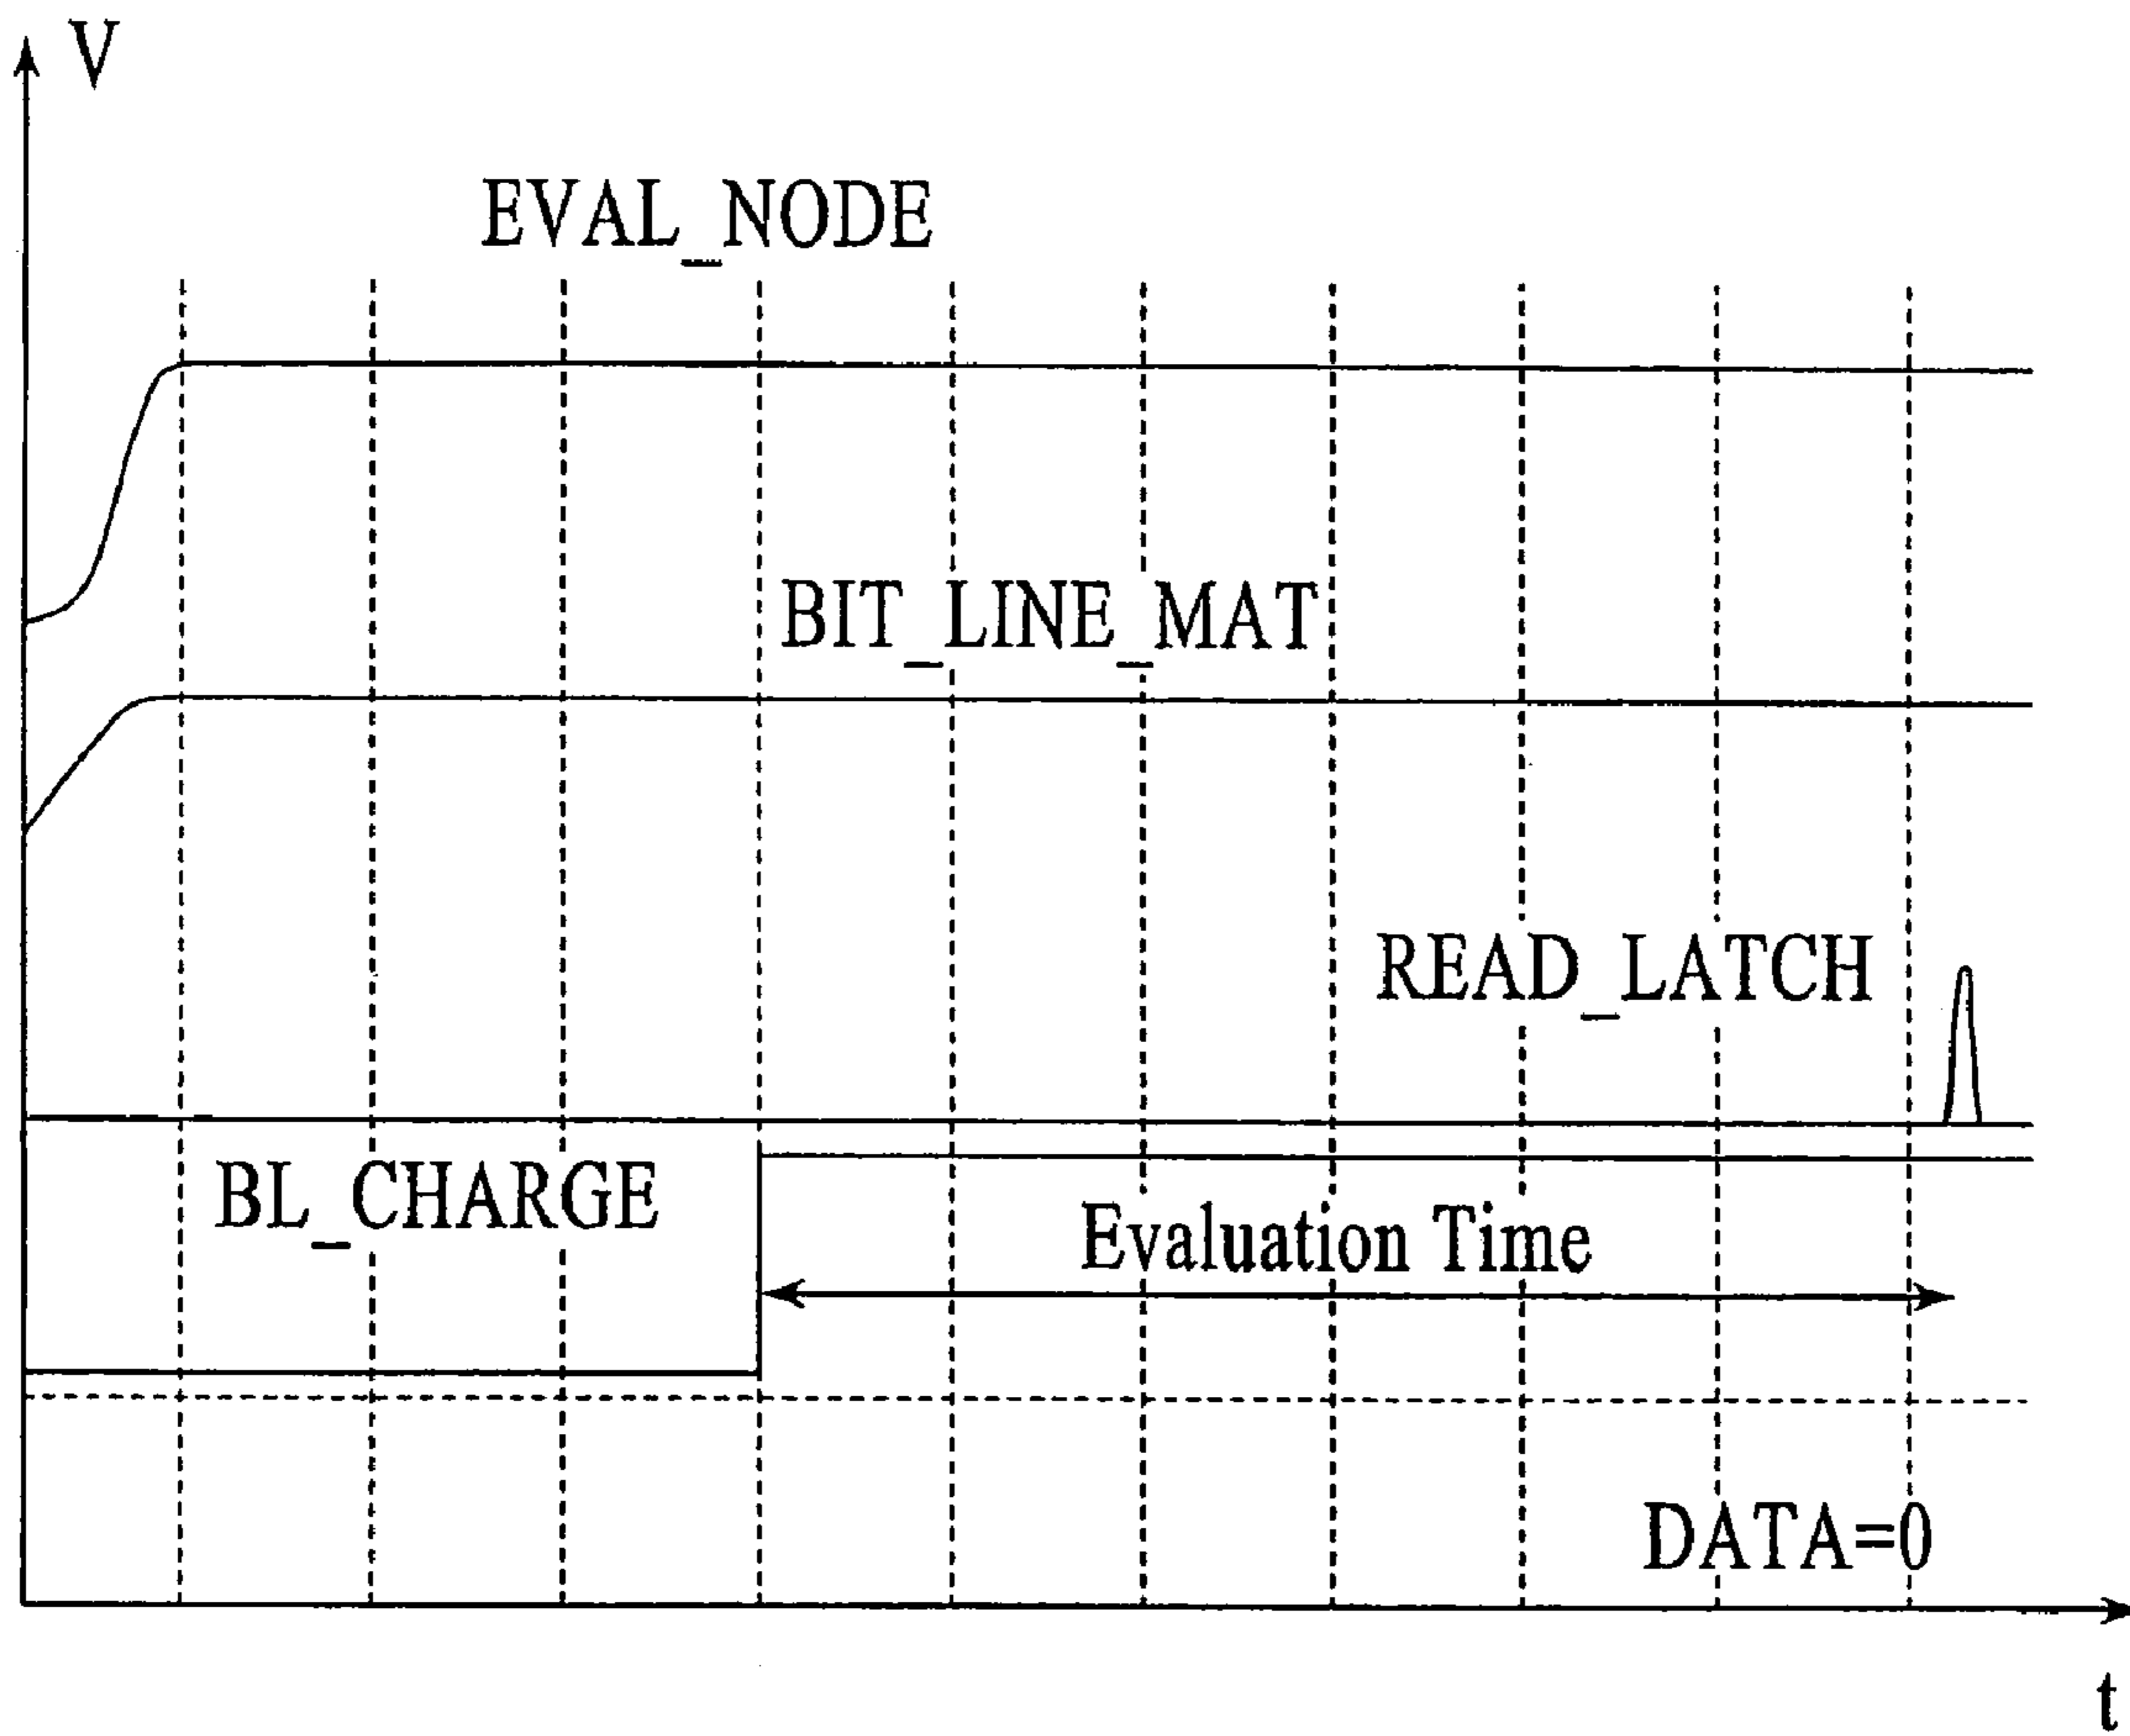 V
EVAL_NODE
BIT_LINE_MAT
READ_LATCH
BL_CHARGE
Evaluation Time
DATA=0
t